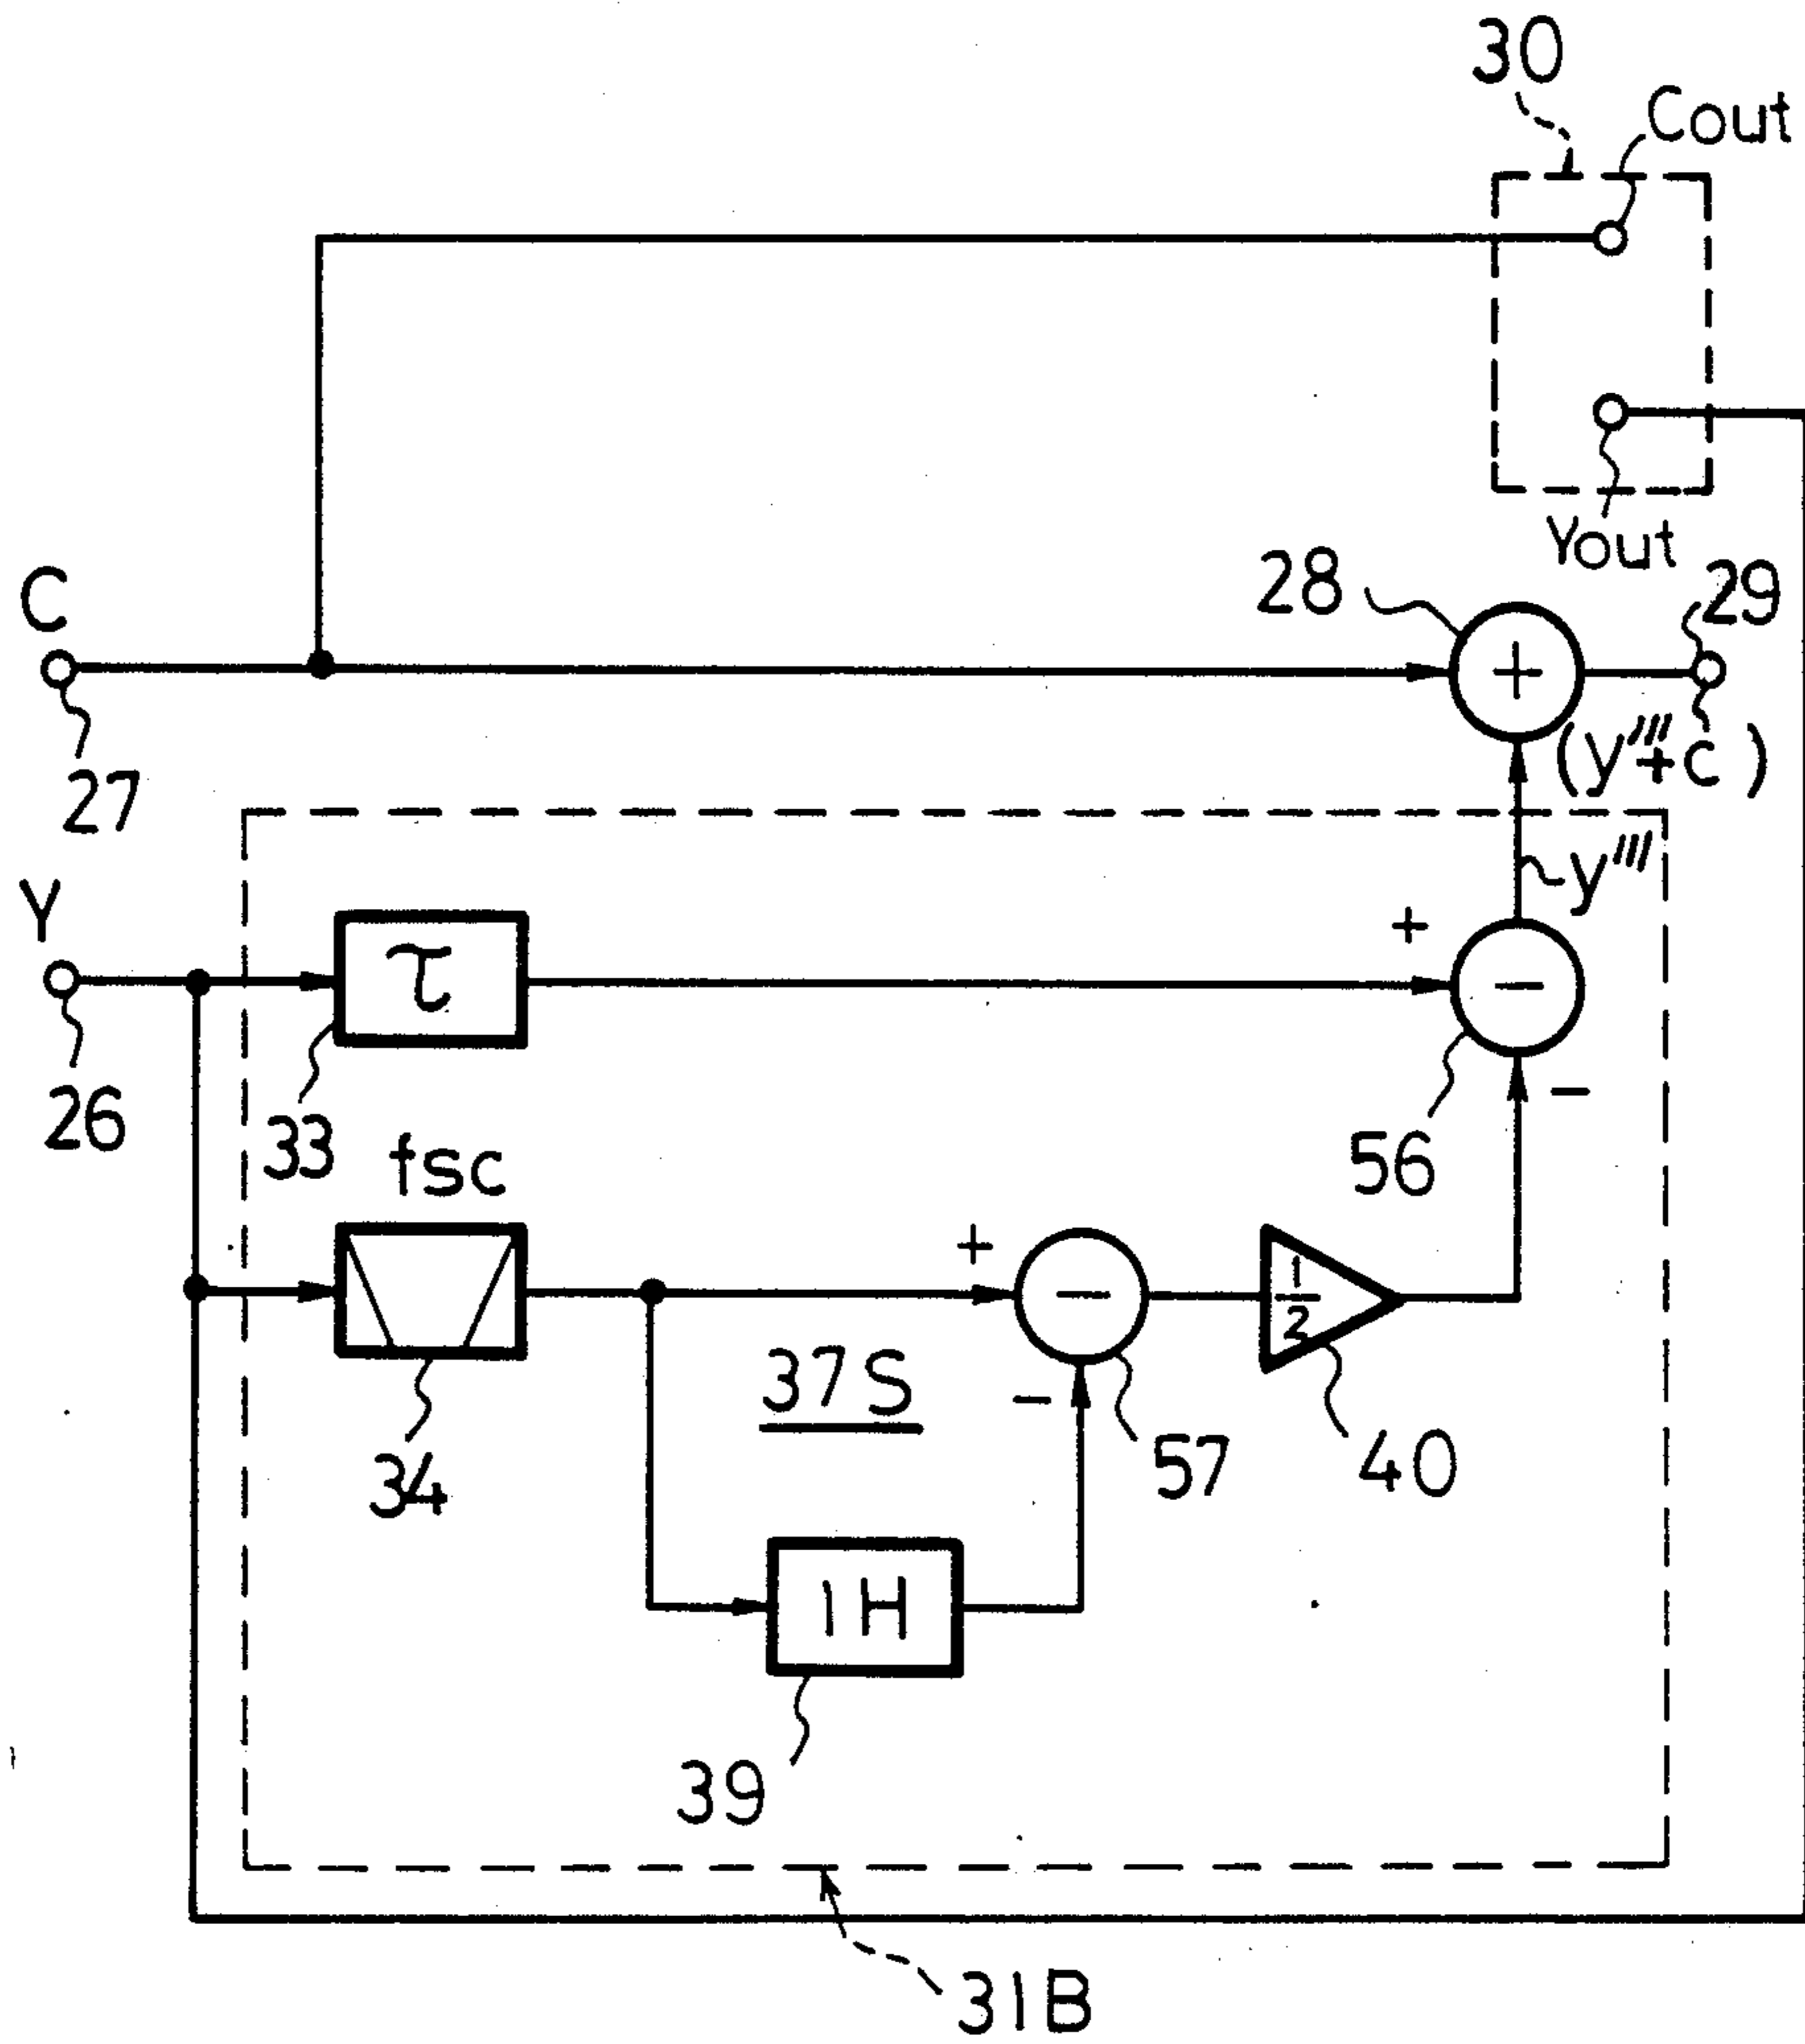 30
Cout
Yout
28
29
C
27
+
(y'''+c)
y'''
Y
26
τ
33
+
−
56
−
fsc
34
+
−
57
−
37S
1/2
40
1H
39
31B